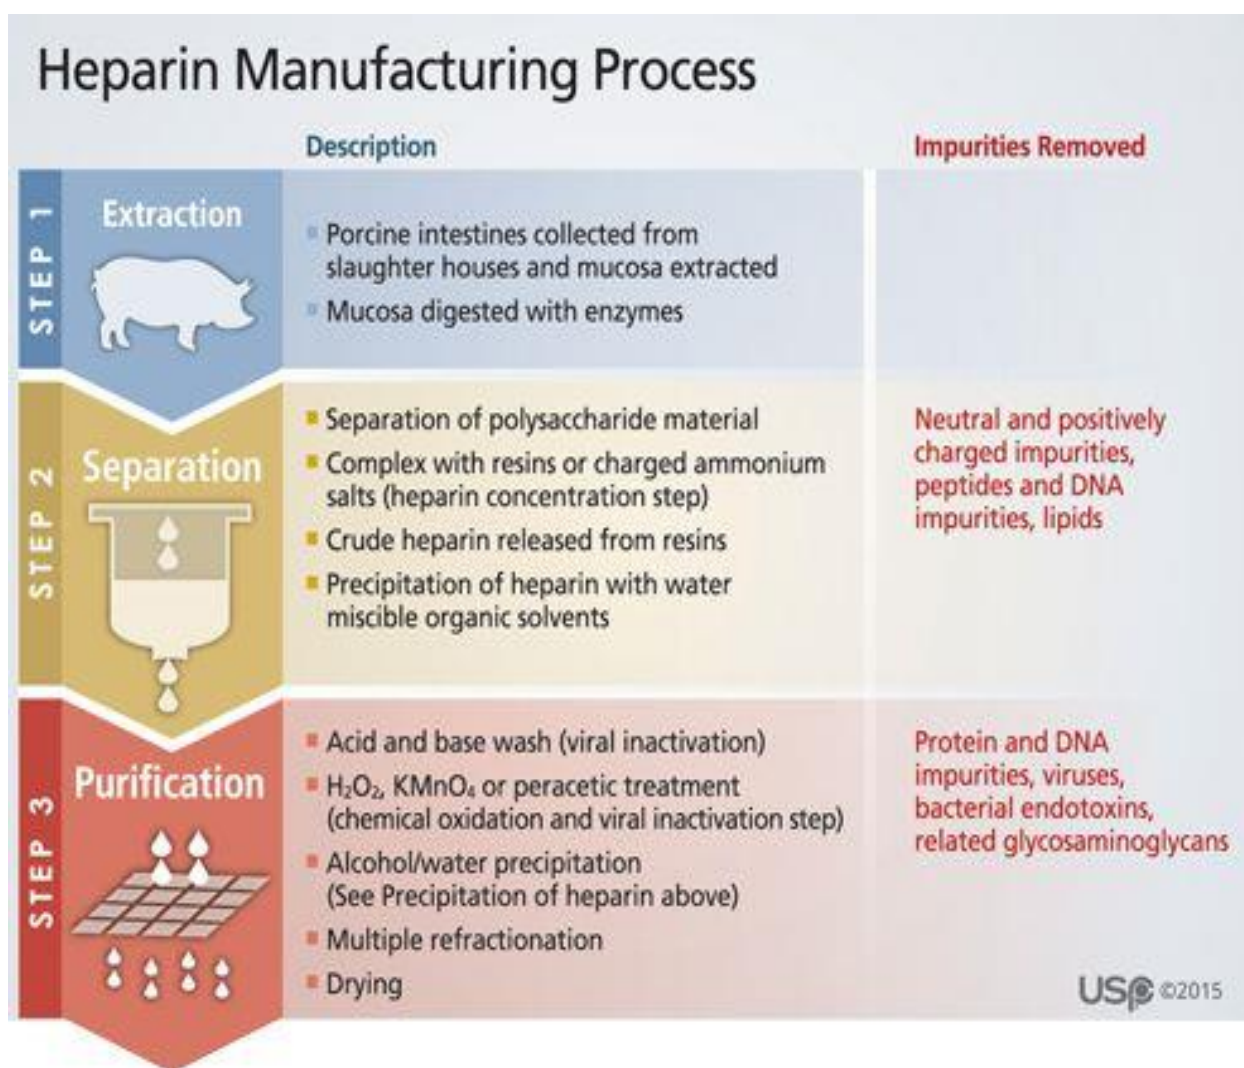 Heparin Manufacturing Process
Description
Impurities Removed
STEP 1
Extraction
Porcine intestines collected from
slaughter houses and mucosa extracted
Mucosa digested with enzymes
STEP 2
Separation
Separation of polysaccharide material
Complex with resins or charged ammonium
salts (heparin concentration step)
Crude heparin released from resins
Precipitation of heparin with water
miscible organic solvents
Neutral and positively
charged impurities,
peptides and DNA
impurities, lipids
STEP 3
Purification
Acid and base wash (viral inactivation)
H₂O₂, KMnO₄ or peracetic treatment
(chemical oxidation and viral inactivation step)
Alcohol/water precipitation
(See Precipitation of heparin above)
Multiple refractionation
Drying
Protein and DNA
impurities, viruses,
bacterial endotoxins,
related glycosaminoglycans
USP ©2015